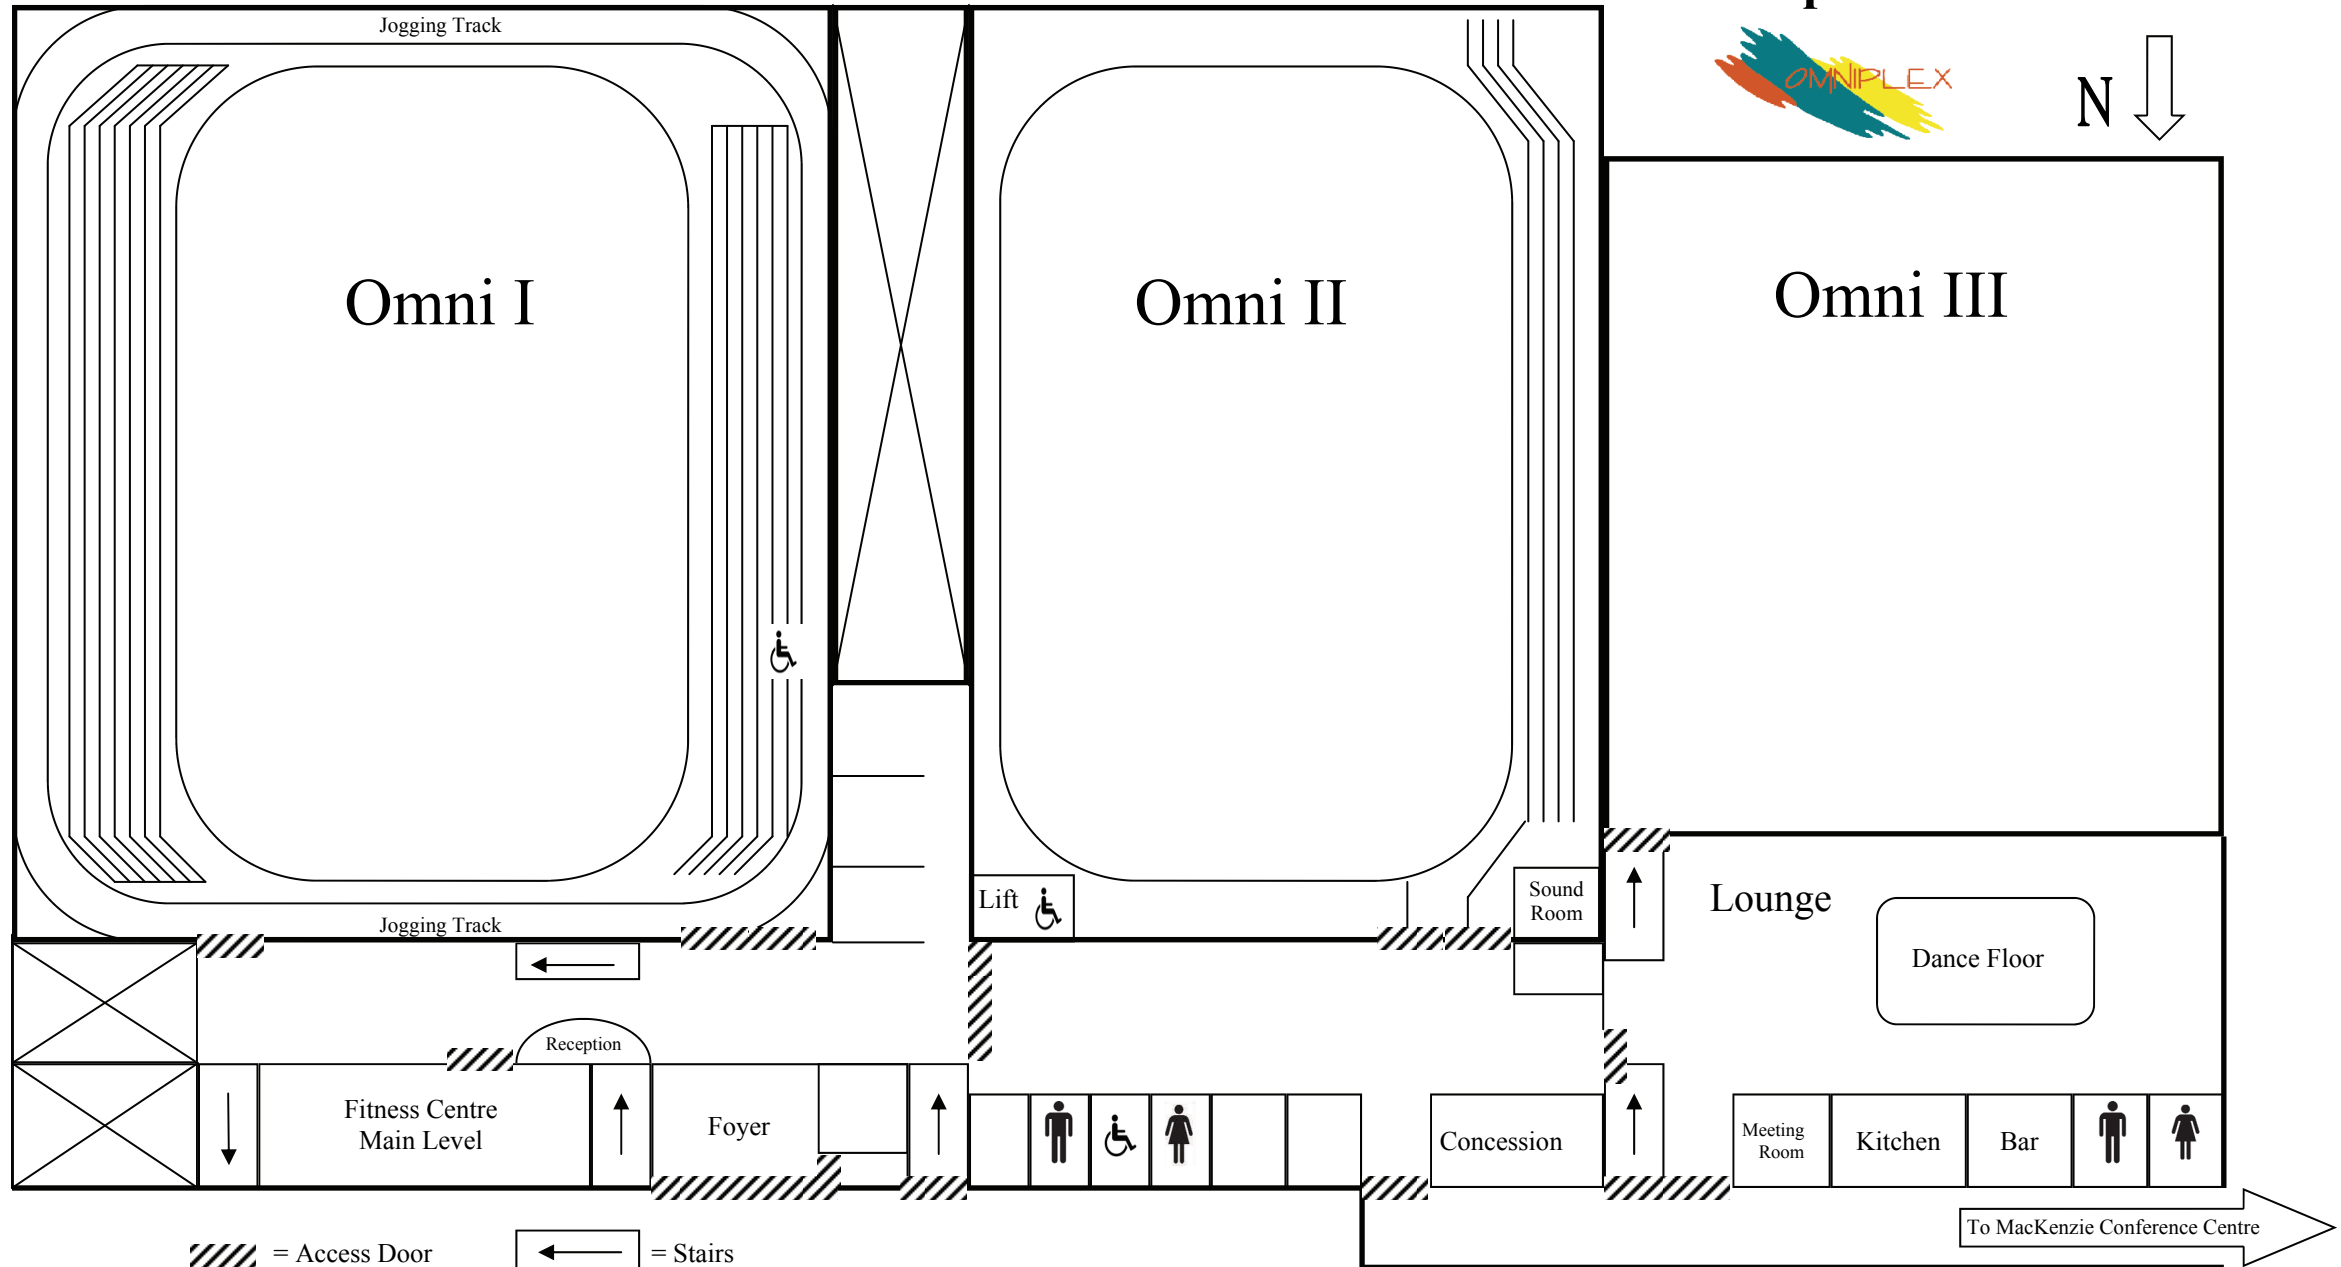 Jogging Track
OMNIPLEX
N
Omni I
Omni II
Omni III
Jogging Track
Lift
Sound
Room
Lounge
Dance Floor
Reception
Fitness Centre
Main Level
Foyer
Concession
Meeting
Room
Kitchen
Bar
To MacKenzie Conference Centre
= Access Door
= Stairs